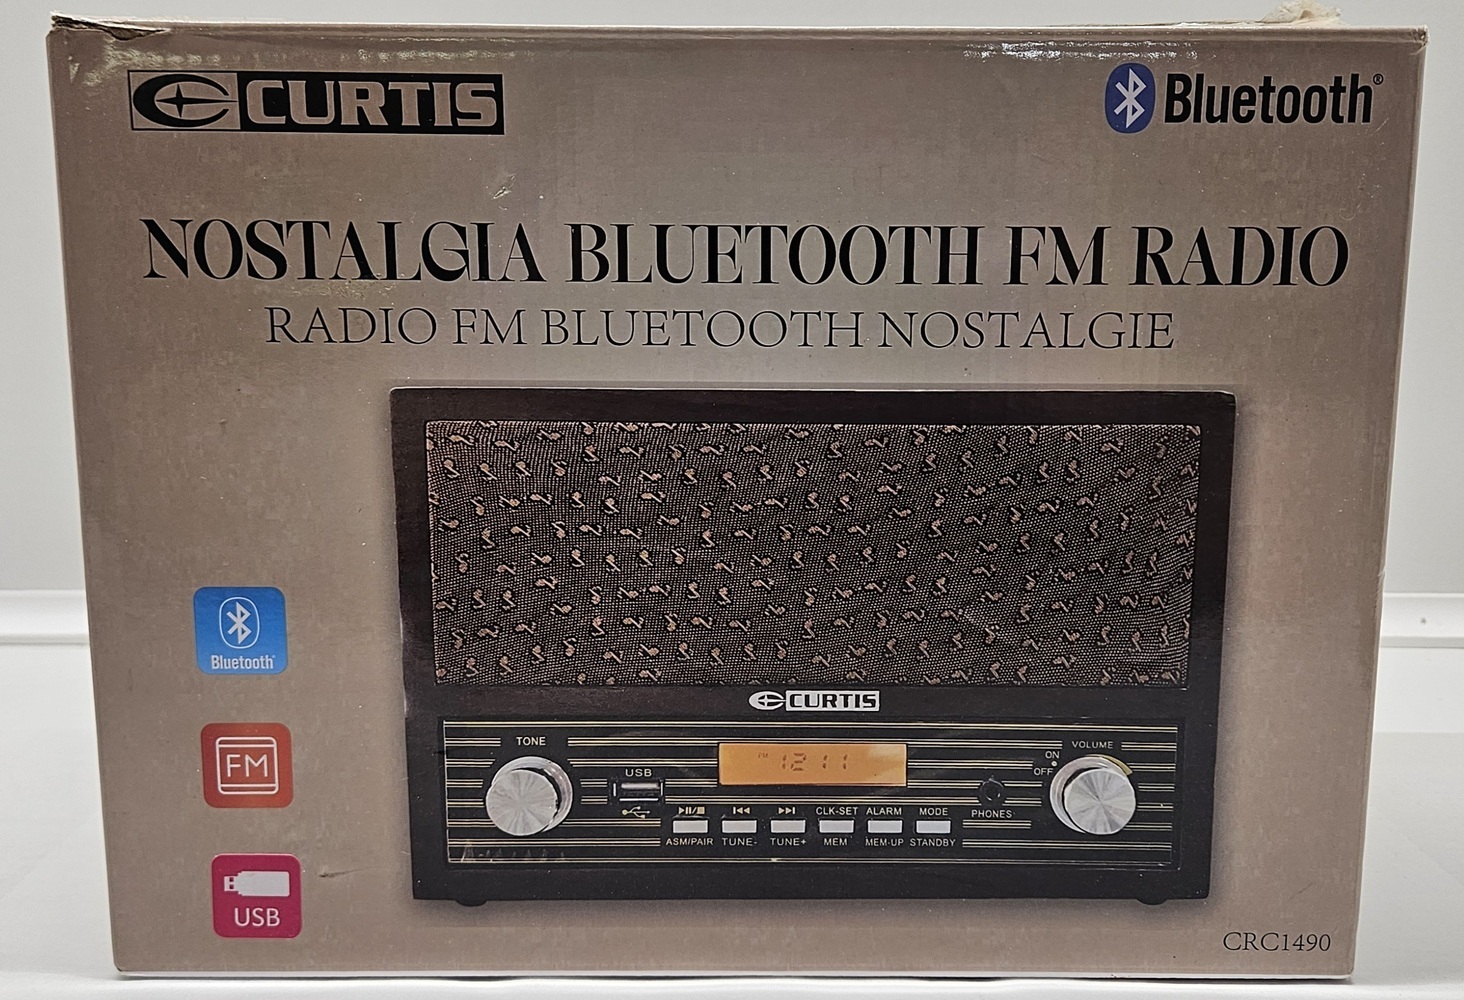 CURTIS
Bluetooth®
NOSTALGIA BLUETOOTH FM RADIO
RADIO FM BLUETOOTH NOSTALGIE
CURTIS
TONE
USB
12 11
ON
OFF
VOLUME
PHONES
CLK-SET ALARM MODE
ASM/PAIR TUNE- TUNE+ MEM MEM-UP STANDBY
Bluetooth
FM
USB
CRC1490